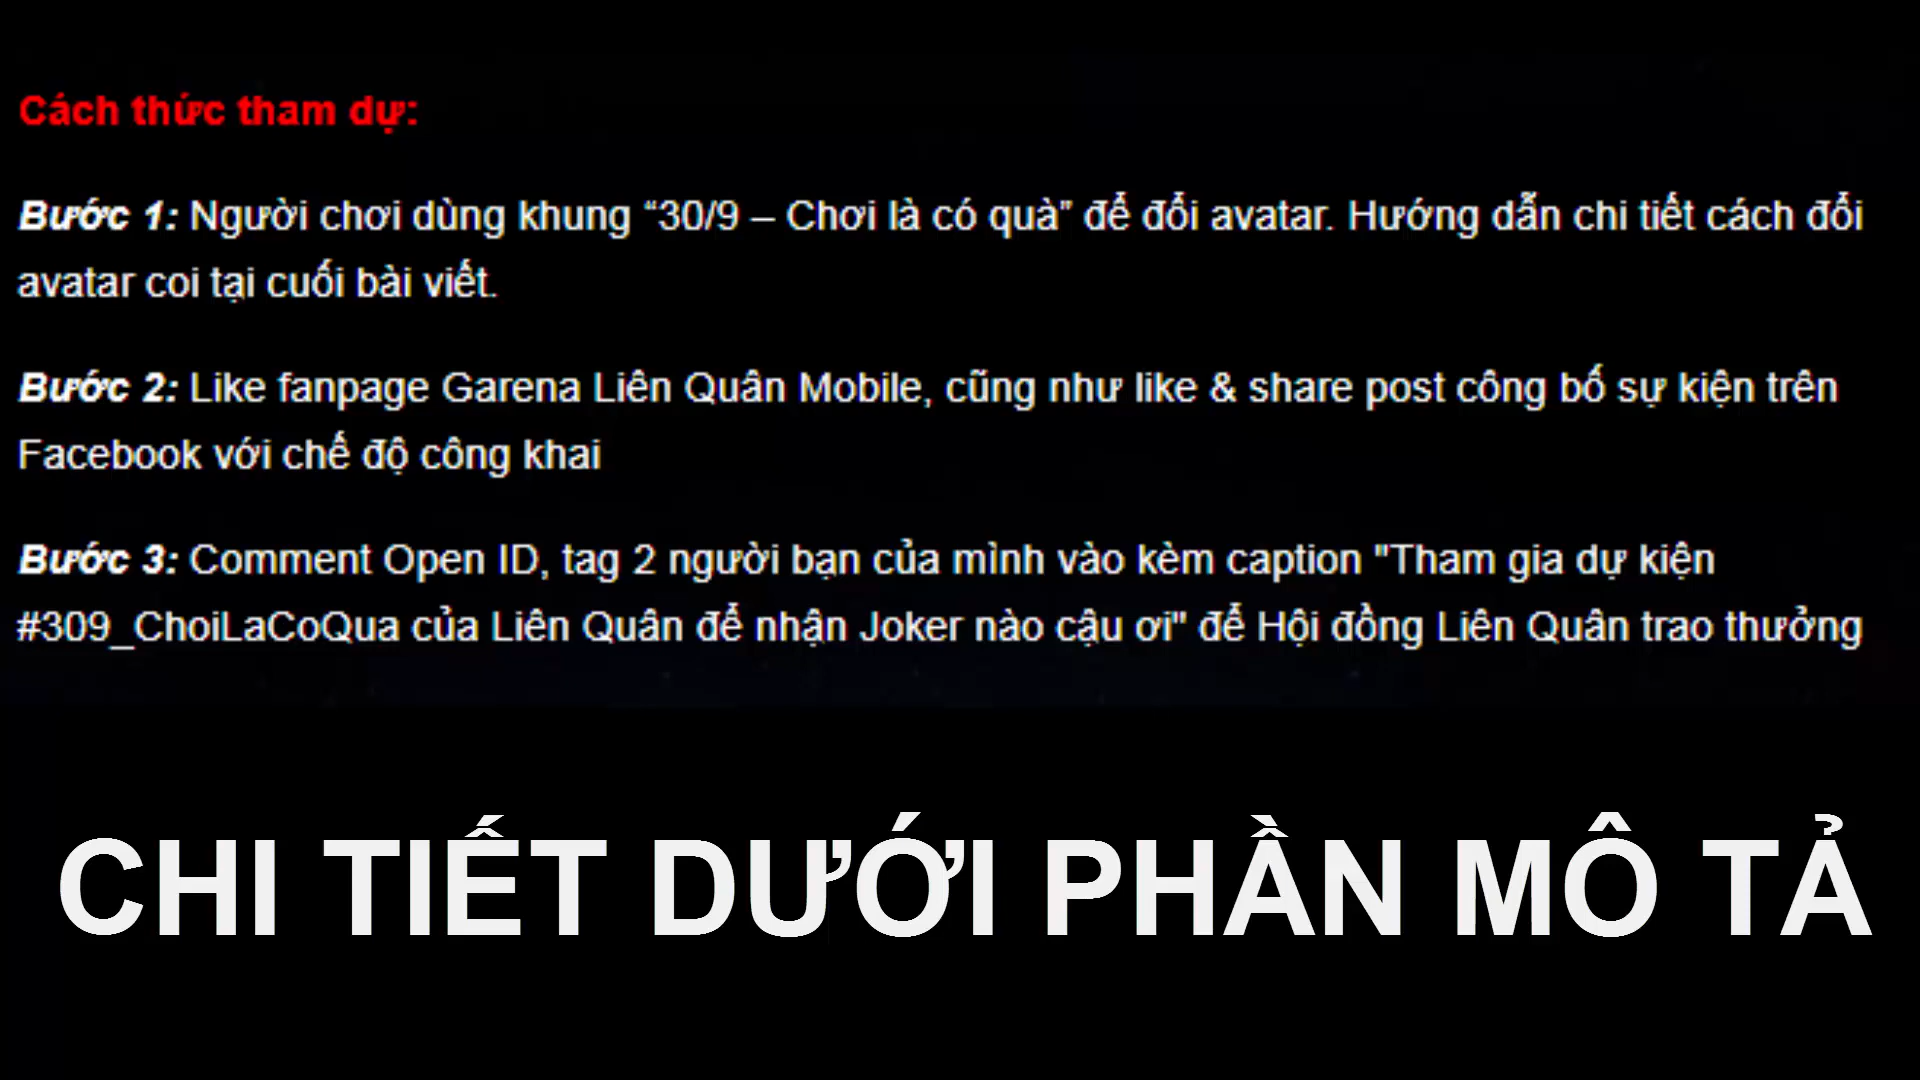 Cách thức tham dự:
Bước 1: Người chơi dùng khung “30/9 – Chơi là có quà” để đổi avatar. Hướng dẫn chi tiết cách đổi
avatar coi tại cuối bài viết.
Bước 2: Like fanpage Garena Liên Quân Mobile, cũng như like & share post công bố sự kiện trên
Facebook với chế độ công khai
Bước 3: Comment Open ID, tag 2 người bạn của mình vào kèm caption "Tham gia dự kiện
#309_ChoiLaCoQua của Liên Quân để nhận Joker nào cậu ơi" để Hội đồng Liên Quân trao thưởng
CHI TIẾT DƯỚI PHẦN MÔ TẢ